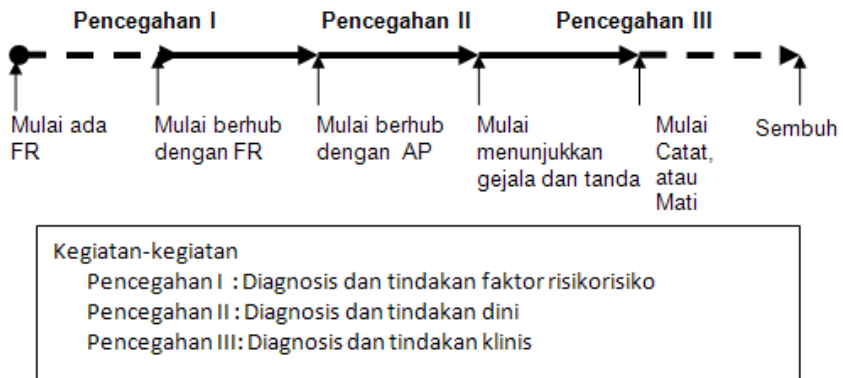 Pencegahan I
Pencegahan II
Pencegahan III
Mulai ada
FR
Mulai berhub
dengan FR
Mulai berhub
dengan AP
Mulai
menunjukkan
gejala dan tanda
Mulai
Catat,
atau
Mati
Sembuh
Kegiatan-kegiatan
Pencegahan I : Diagnosis dan tindakan faktor risikorisiko
Pencegahan II : Diagnosis dan tindakan dini
Pencegahan III: Diagnosis dan tindakan klinis